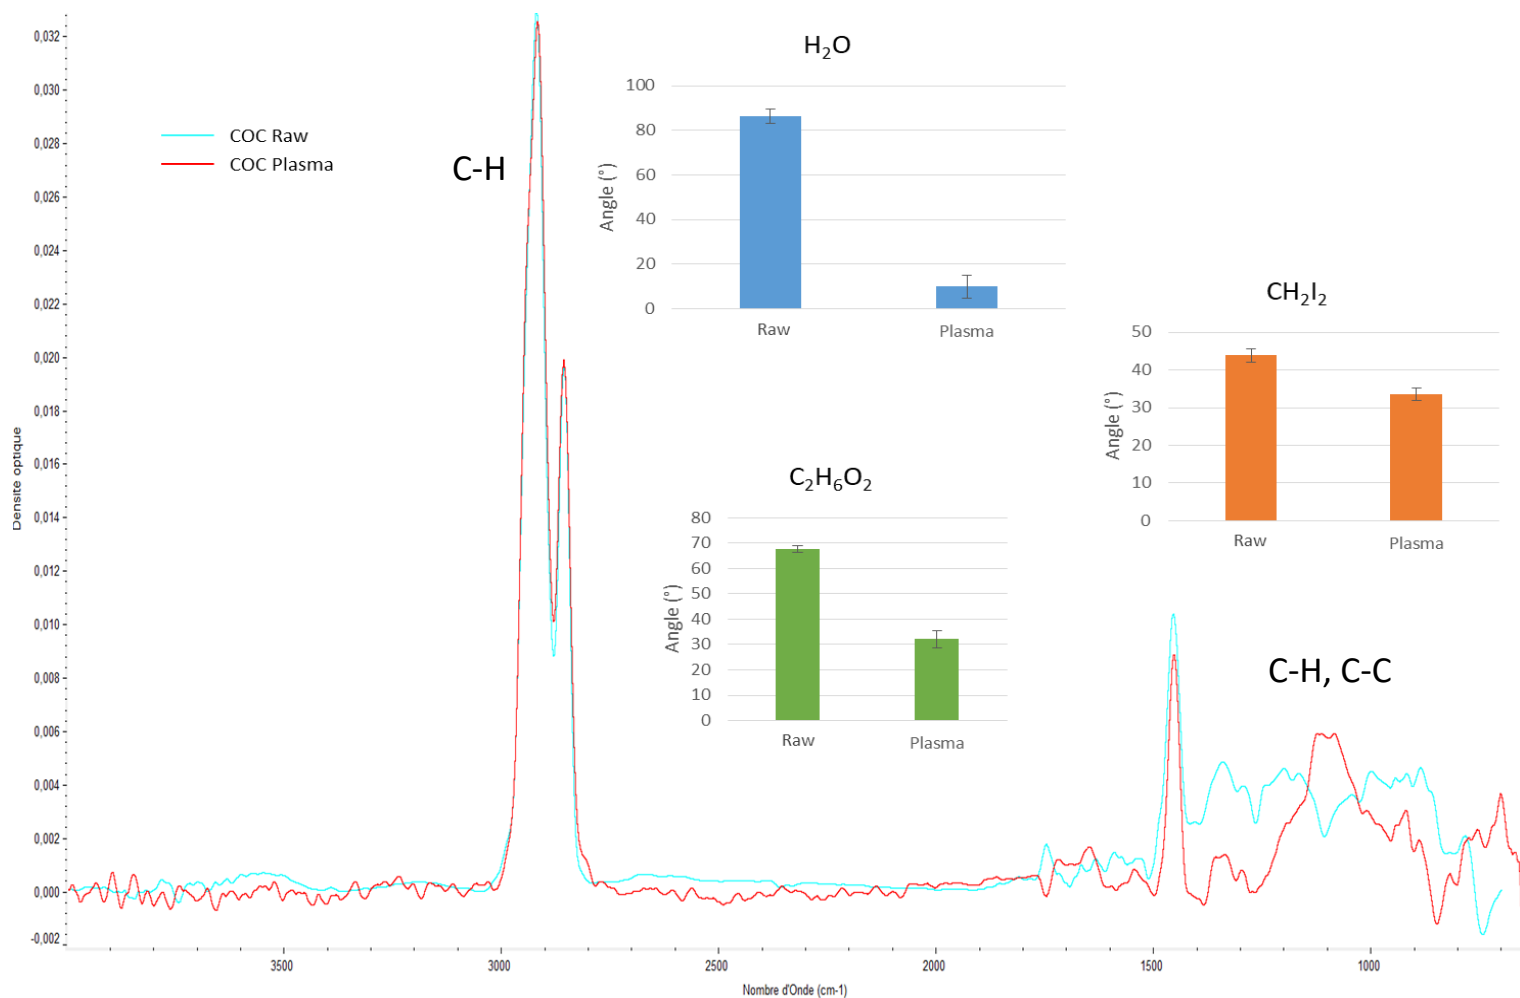 H₂O
0,032
0,030
0,028
0,026
0,024
0,022
0,020
0,018
0,016
0,014
0,012
0,010
0,008
0,006
0,004
0,002
0,000
-0,002
Densite optique
COC Raw
COC Plasma
C-H
100
80
60
40
20
0
Angle (°)
Raw
Plasma
CH₂I₂
50
40
30
20
10
0
Angle (°)
Raw
Plasma
C₂H₆O₂
80
70
60
50
40
30
20
10
0
Angle (°)
Raw
Plasma
C-H, C-C
3500
3000
2500
2000
1500
1000
Nombre d'Onde (cm-1)